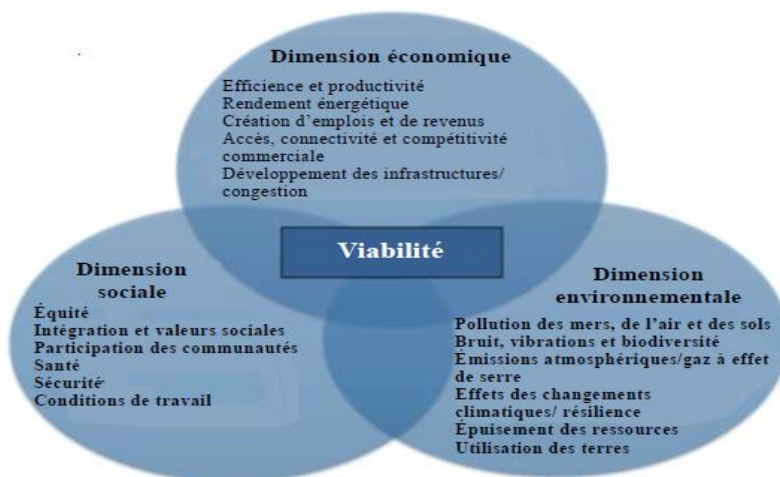 Dimension économique
Efficience et productivité
Rendement énergétique
Création d'emplois et de revenus
Accès, connectivité et compétitivité
commerciale
Développement des infrastructures/
congestion
Viabilité
Dimension
sociale
Équité
Intégration et valeurs sociales
Participation des communautés
Santé
Sécurité
Conditions de travail
Dimension
environnementale
Pollution des mers, de l'air et des sols
Bruit, vibrations et biodiversité
Émissions atmosphériques/gaz à effet
de serre
Effets des changements
climatiques/ résilience
Épuisement des ressources
Utilisation des terres